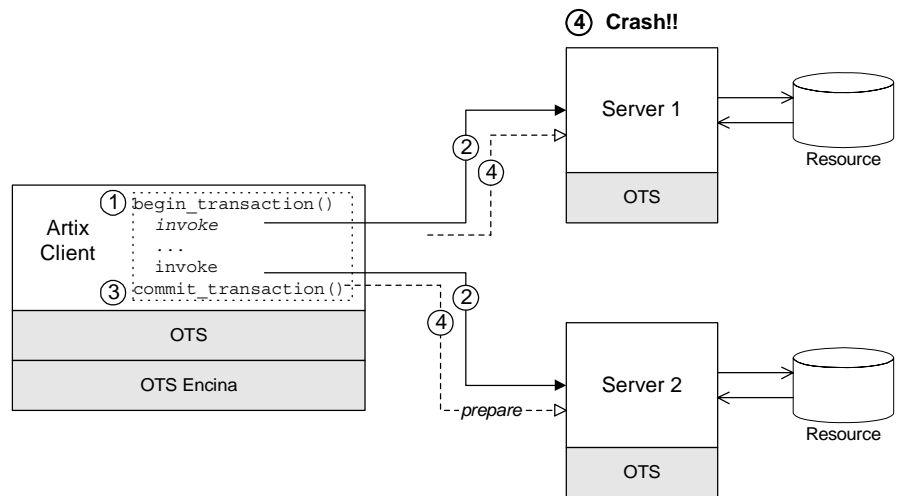 4 Crash!!
Server 1
OTS
Resource
2
4
Artix
Client
1 begin_transaction()
invoke
...
invoke
3 commit_transaction()
OTS
OTS Encina
2
4
prepare
Server 2
OTS
Resource